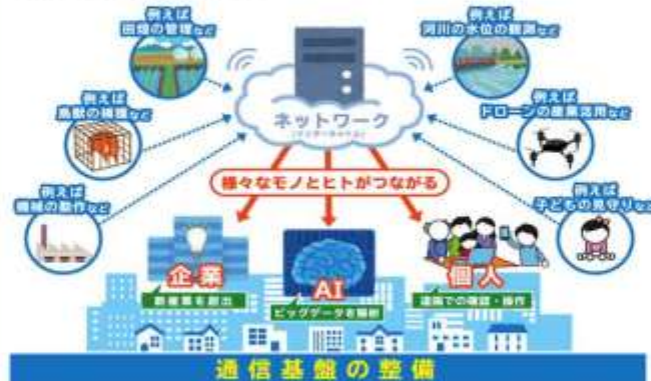 例えば
田畑の管理など
例えば
河川の水位の観測など
例えば
鳥獣の捕獲など
ネットワーク
例えば
ドローンの産業活用など
様々なモノとヒトがつながる
例えば
機械の動作など
例えば
子どもの見守りなど
企業
新産業を創出
AI
ビッグデータを解析
個人
遠隔での確認・操作
通信基盤の整備